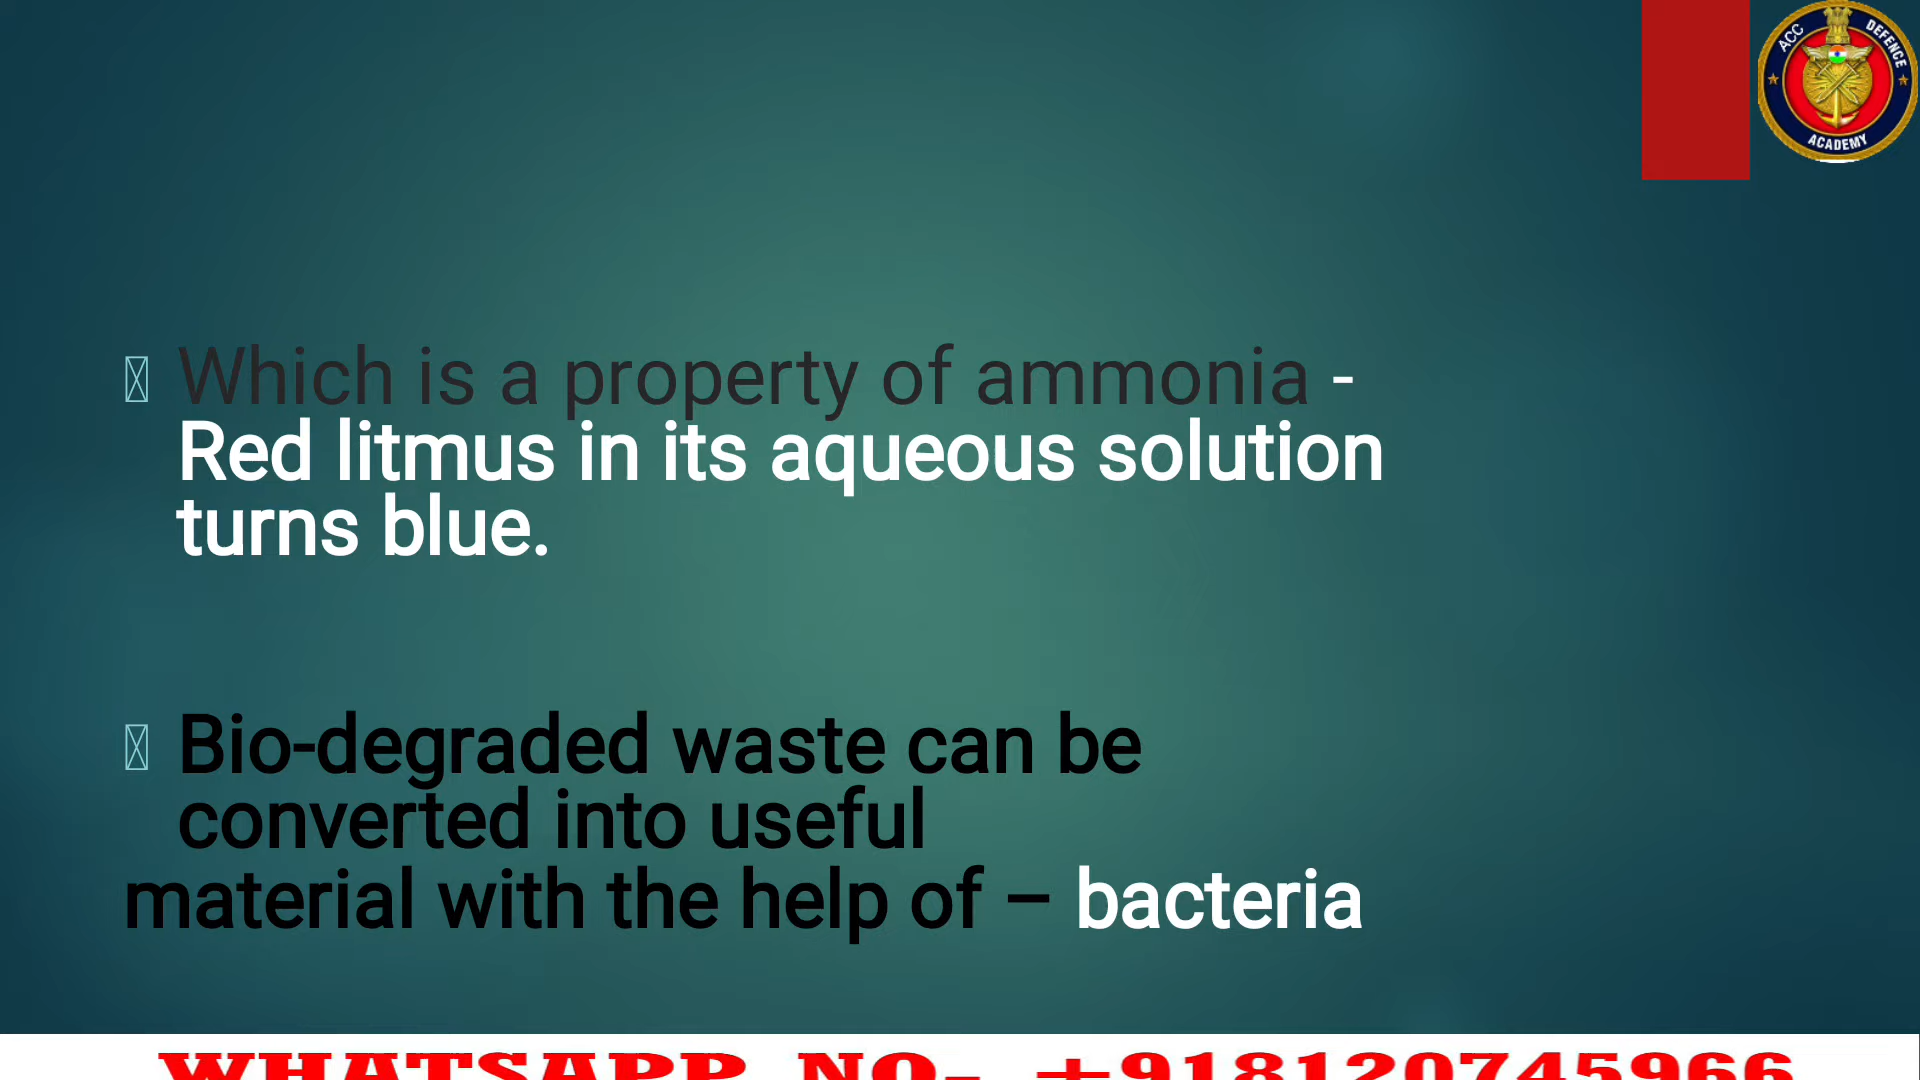 ACC DEFENCE
ACADEMY
Which is a property of ammonia -
Red litmus in its aqueous solution
turns blue.
Bio-degraded waste can be
converted into useful
material with the help of – bacteria
WHATSAPP NO- +918120745966